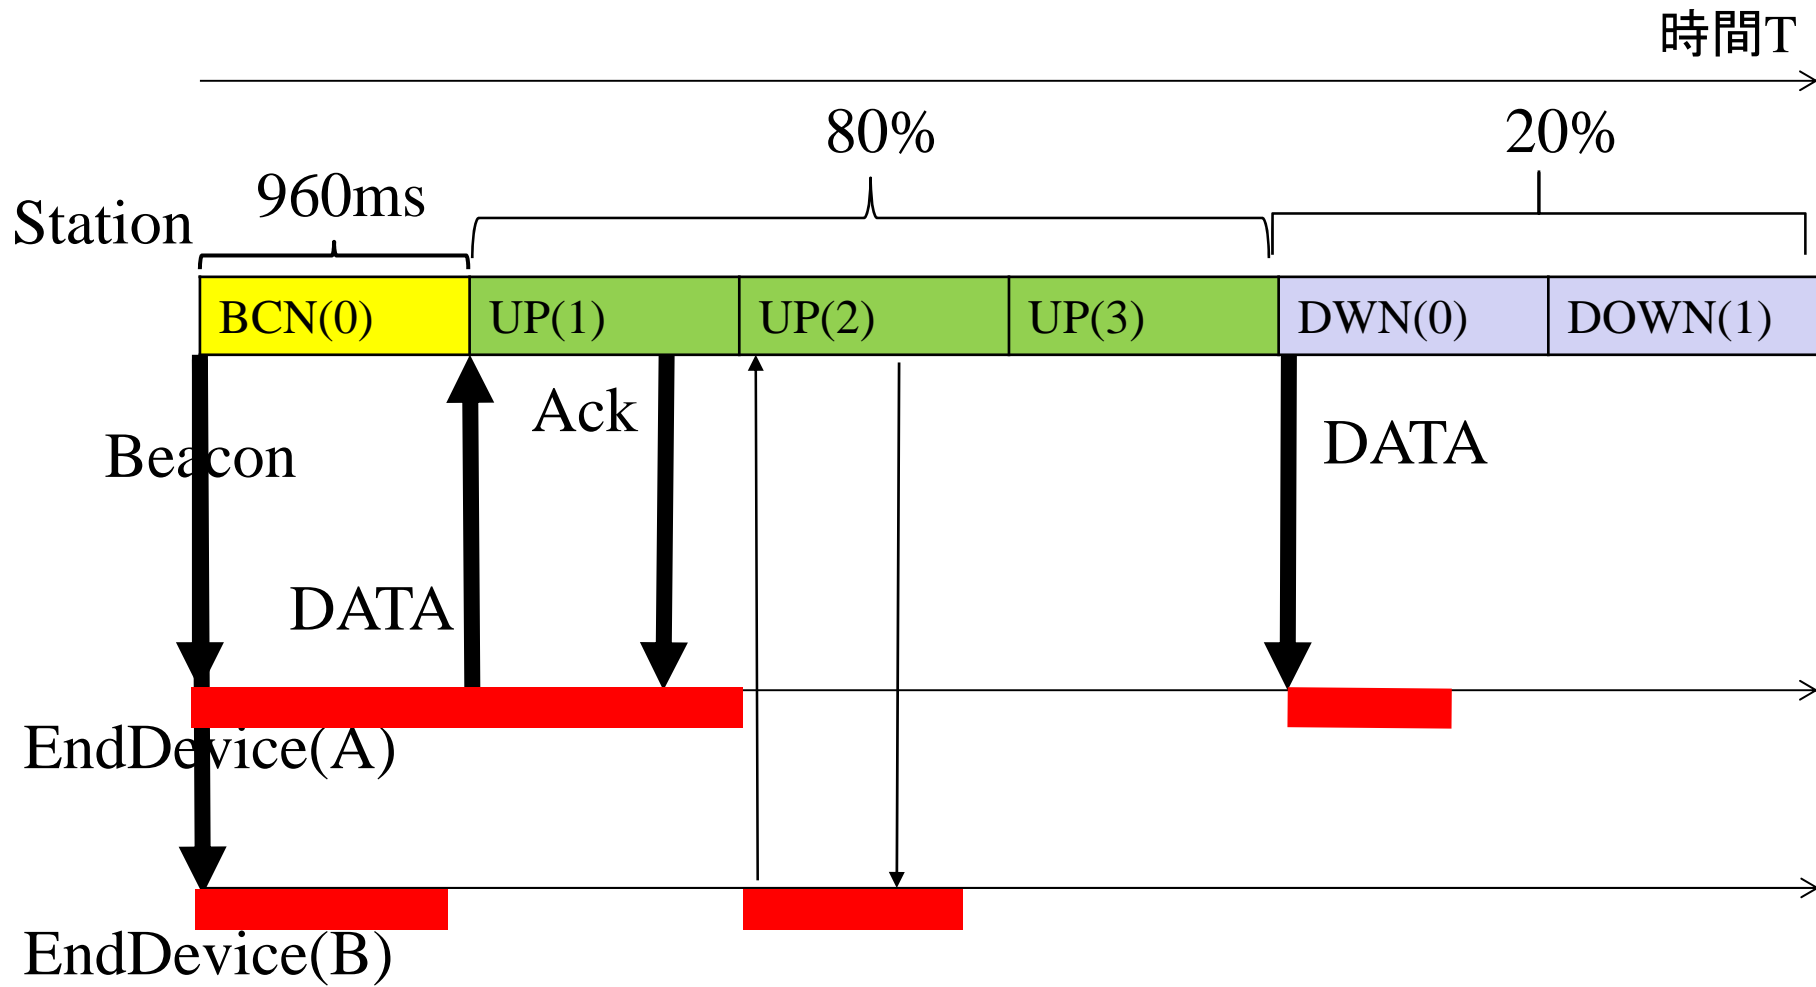 時間T
80%
20%
960ms
Station
BCN(0)
UP(1)
UP(2)
UP(3)
DWN(0)
DOWN(1)
Ack
Beacon
DATA
DATA
EndDevice(A)
EndDevice(B)